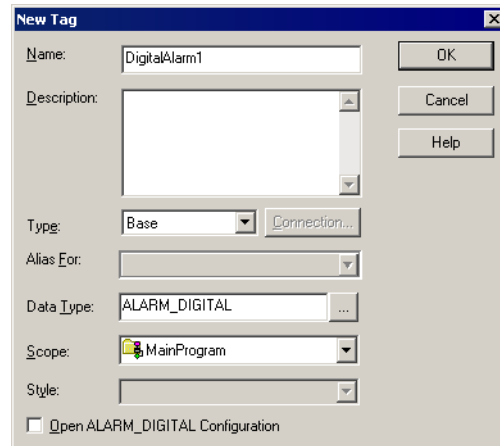 New Tag
Name: DigitalAlarm1 OK
Description: Cancel
Help
Type: Base Connection...
Alias For:
Data Type: ALARM_DIGITAL ...
Scope: MainProgram
Style:
Open ALARM_DIGITAL Configuration